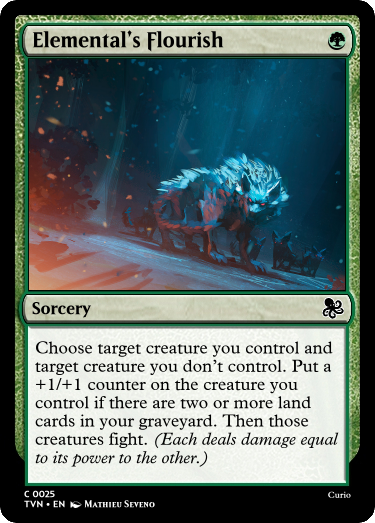 Elemental's Flourish
Sorcery
Choose target creature you control and
target creature you don't control. Put a
+1/+1 counter on the creature you
control if there are two or more land
cards in your graveyard. Then those
creatures fight. (Each deals damage equal
to its power to the other.)
C 0025
TVN • EN Mathieu Seveno
Curio